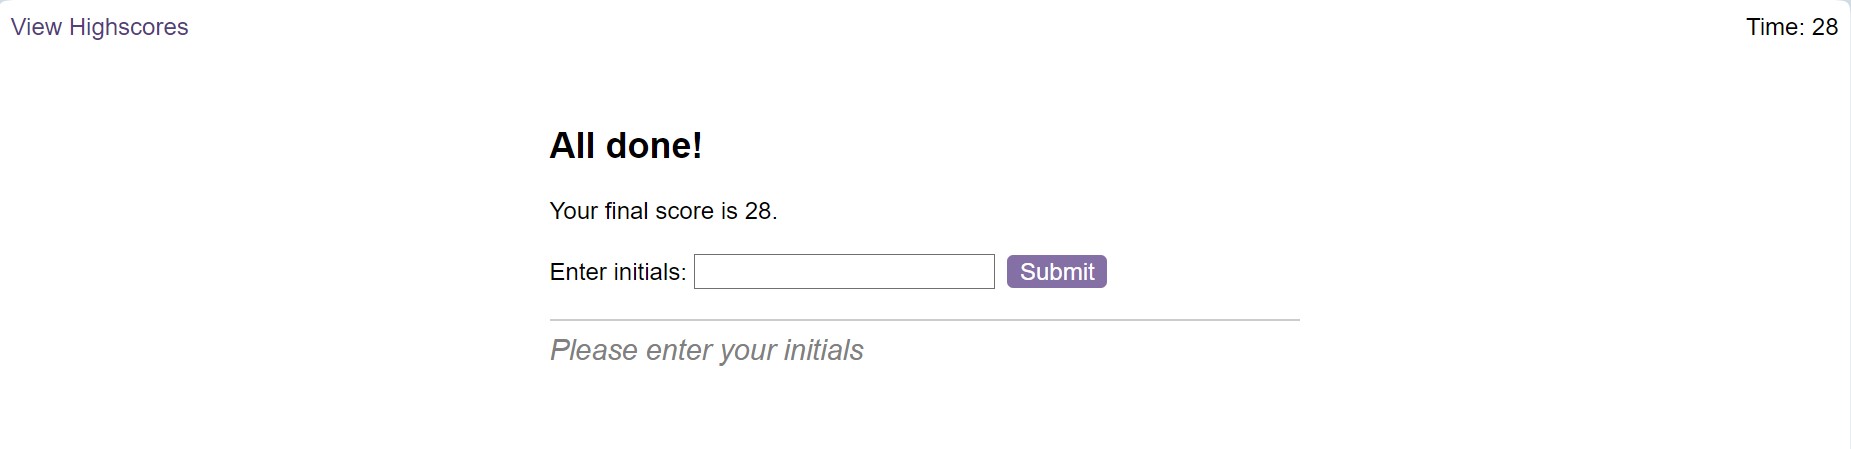 View Highscores
Time: 28
All done!
Your final score is 28.
Enter initials: Submit
Please enter your initials